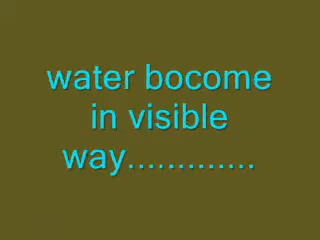 water bocome
in visible
way.............